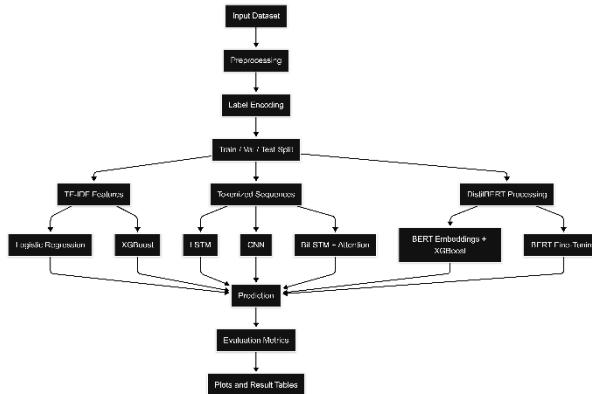 Input Dataset
Preprocessing
Label Encoding
Train / Val / Test Split
TF-IDF Features
Tokenized Sequences
DistilBERT Processing
Logistic Regression
XGBoost
LSTM
CNN
BiLSTM + Attention
BERT Embeddings +
XGBoost
BERT Fine-Tuning
Prediction
Evaluation Metrics
Plots and Result Tables